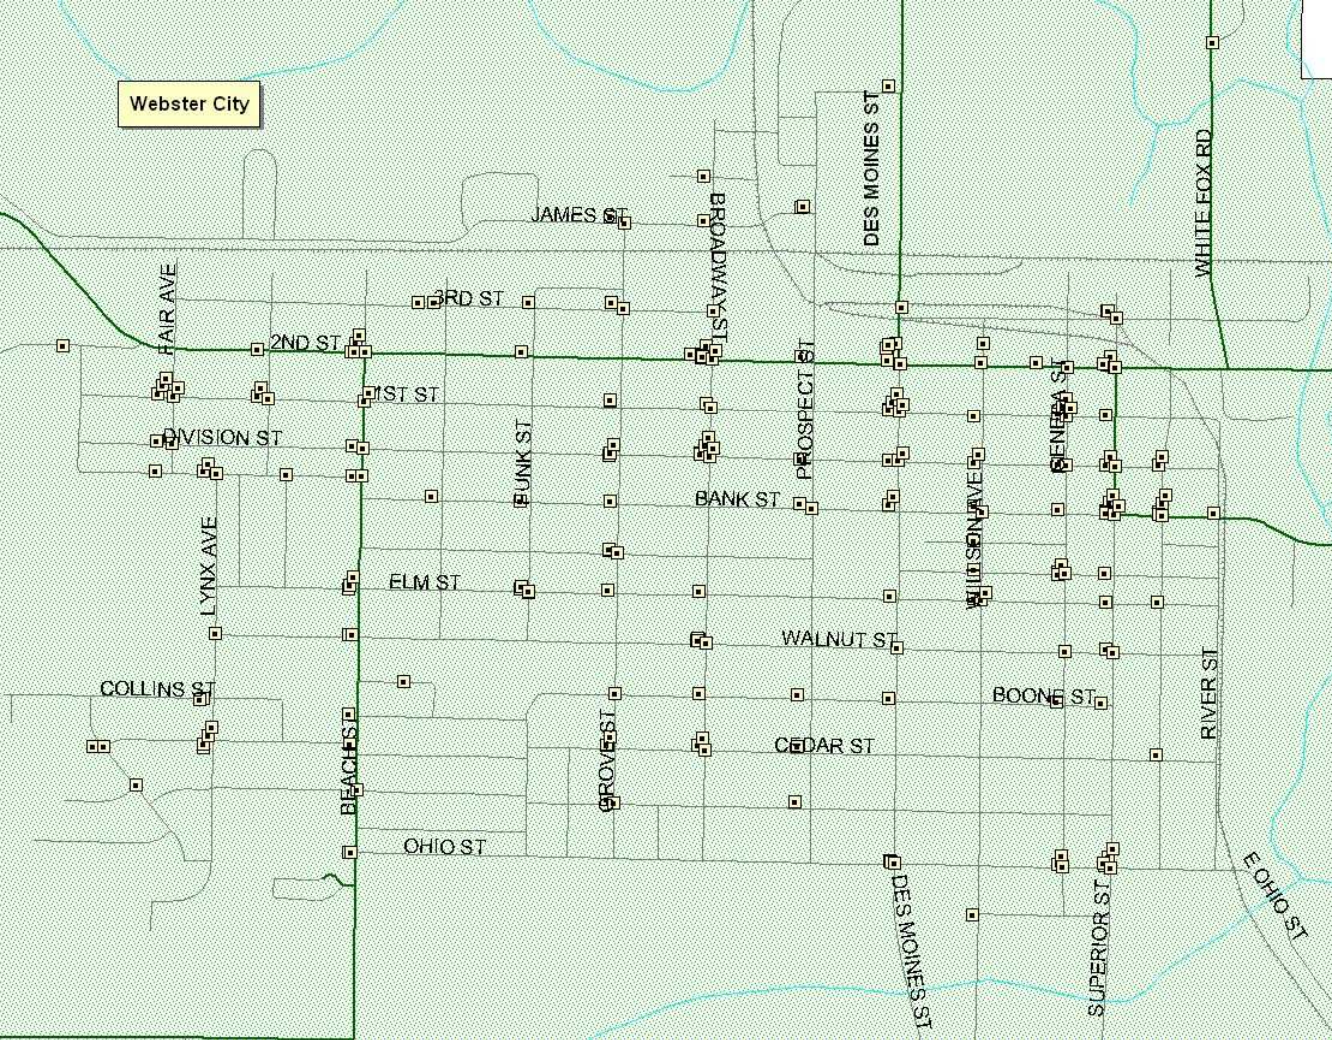 Webster City
DES MOINES ST
WHITE FOX RD
JAMES ST
BROADWAY ST
FAIR AVE
3RD ST
2ND ST
1ST ST
PROSPECT ST
SENECA ST
DIVISION ST
FUNK ST
BANK ST
WILLSON AVE
LYNX AVE
ELM ST
WALNUT ST
COLLINS ST
BOONE ST
RIVER ST
BEACH ST
GROVE ST
CEDAR ST
OHIO ST
DES MOINES ST
SUPERIOR ST
E OHIO ST